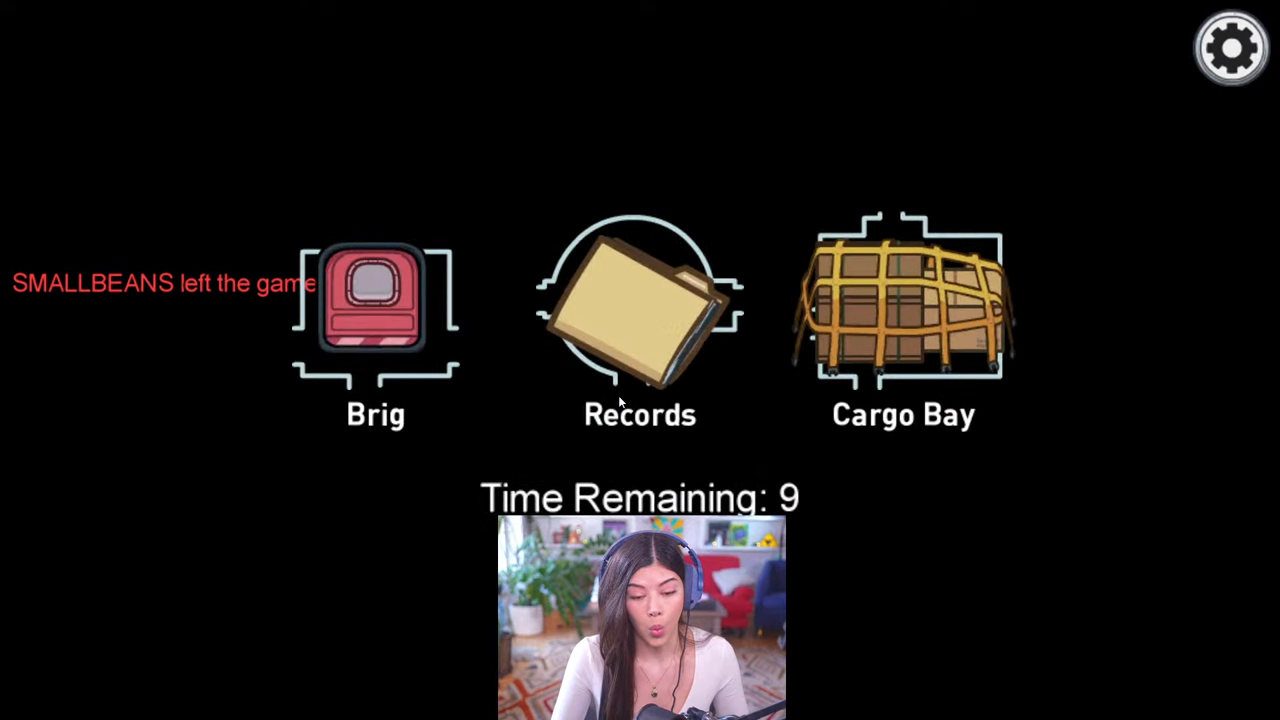 SMALLBEANS left the game
Brig
Records
Cargo Bay
Time Remaining: 9